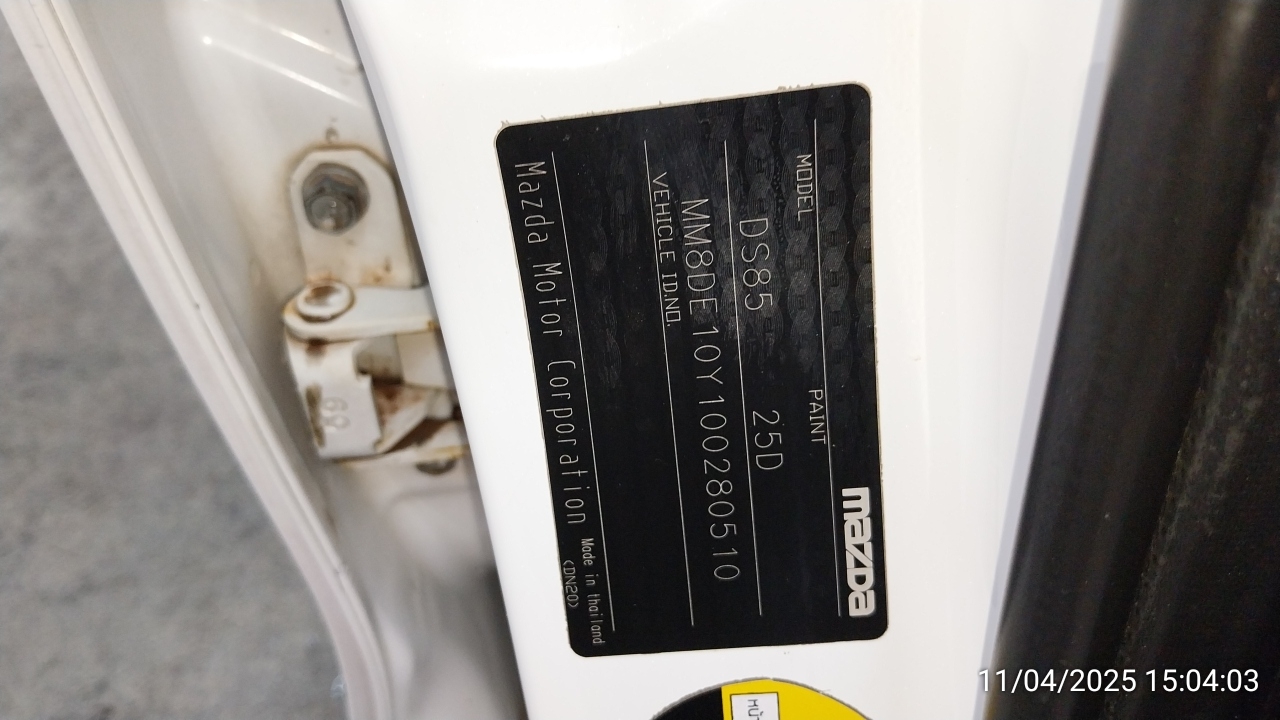 mazda
MODEL PAINT
DS85 25D
MM8DE10Y100280510
VEHICLE ID.NO.
Mazda Motor Corporation Made in thailand
(DN20)
68
11/04/2025 15:04:03